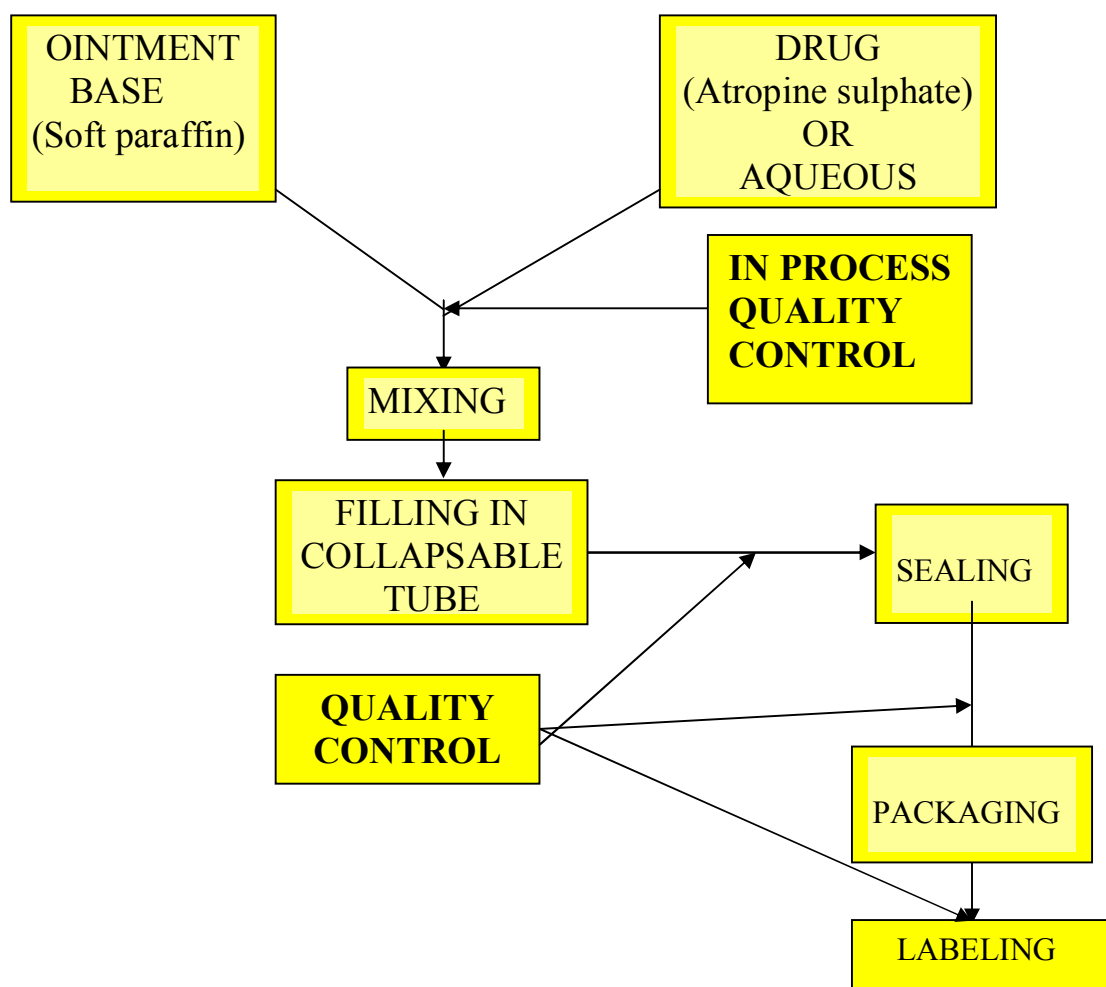 OINTMENT
BASE
(Soft paraffin)
DRUG
(Atropine sulphate)
OR
AQUEOUS
IN PROCESS
QUALITY
CONTROL
MIXING
FILLING IN
COLLAPSABLE
TUBE
SEALING
QUALITY
CONTROL
PACKAGING
LABELING